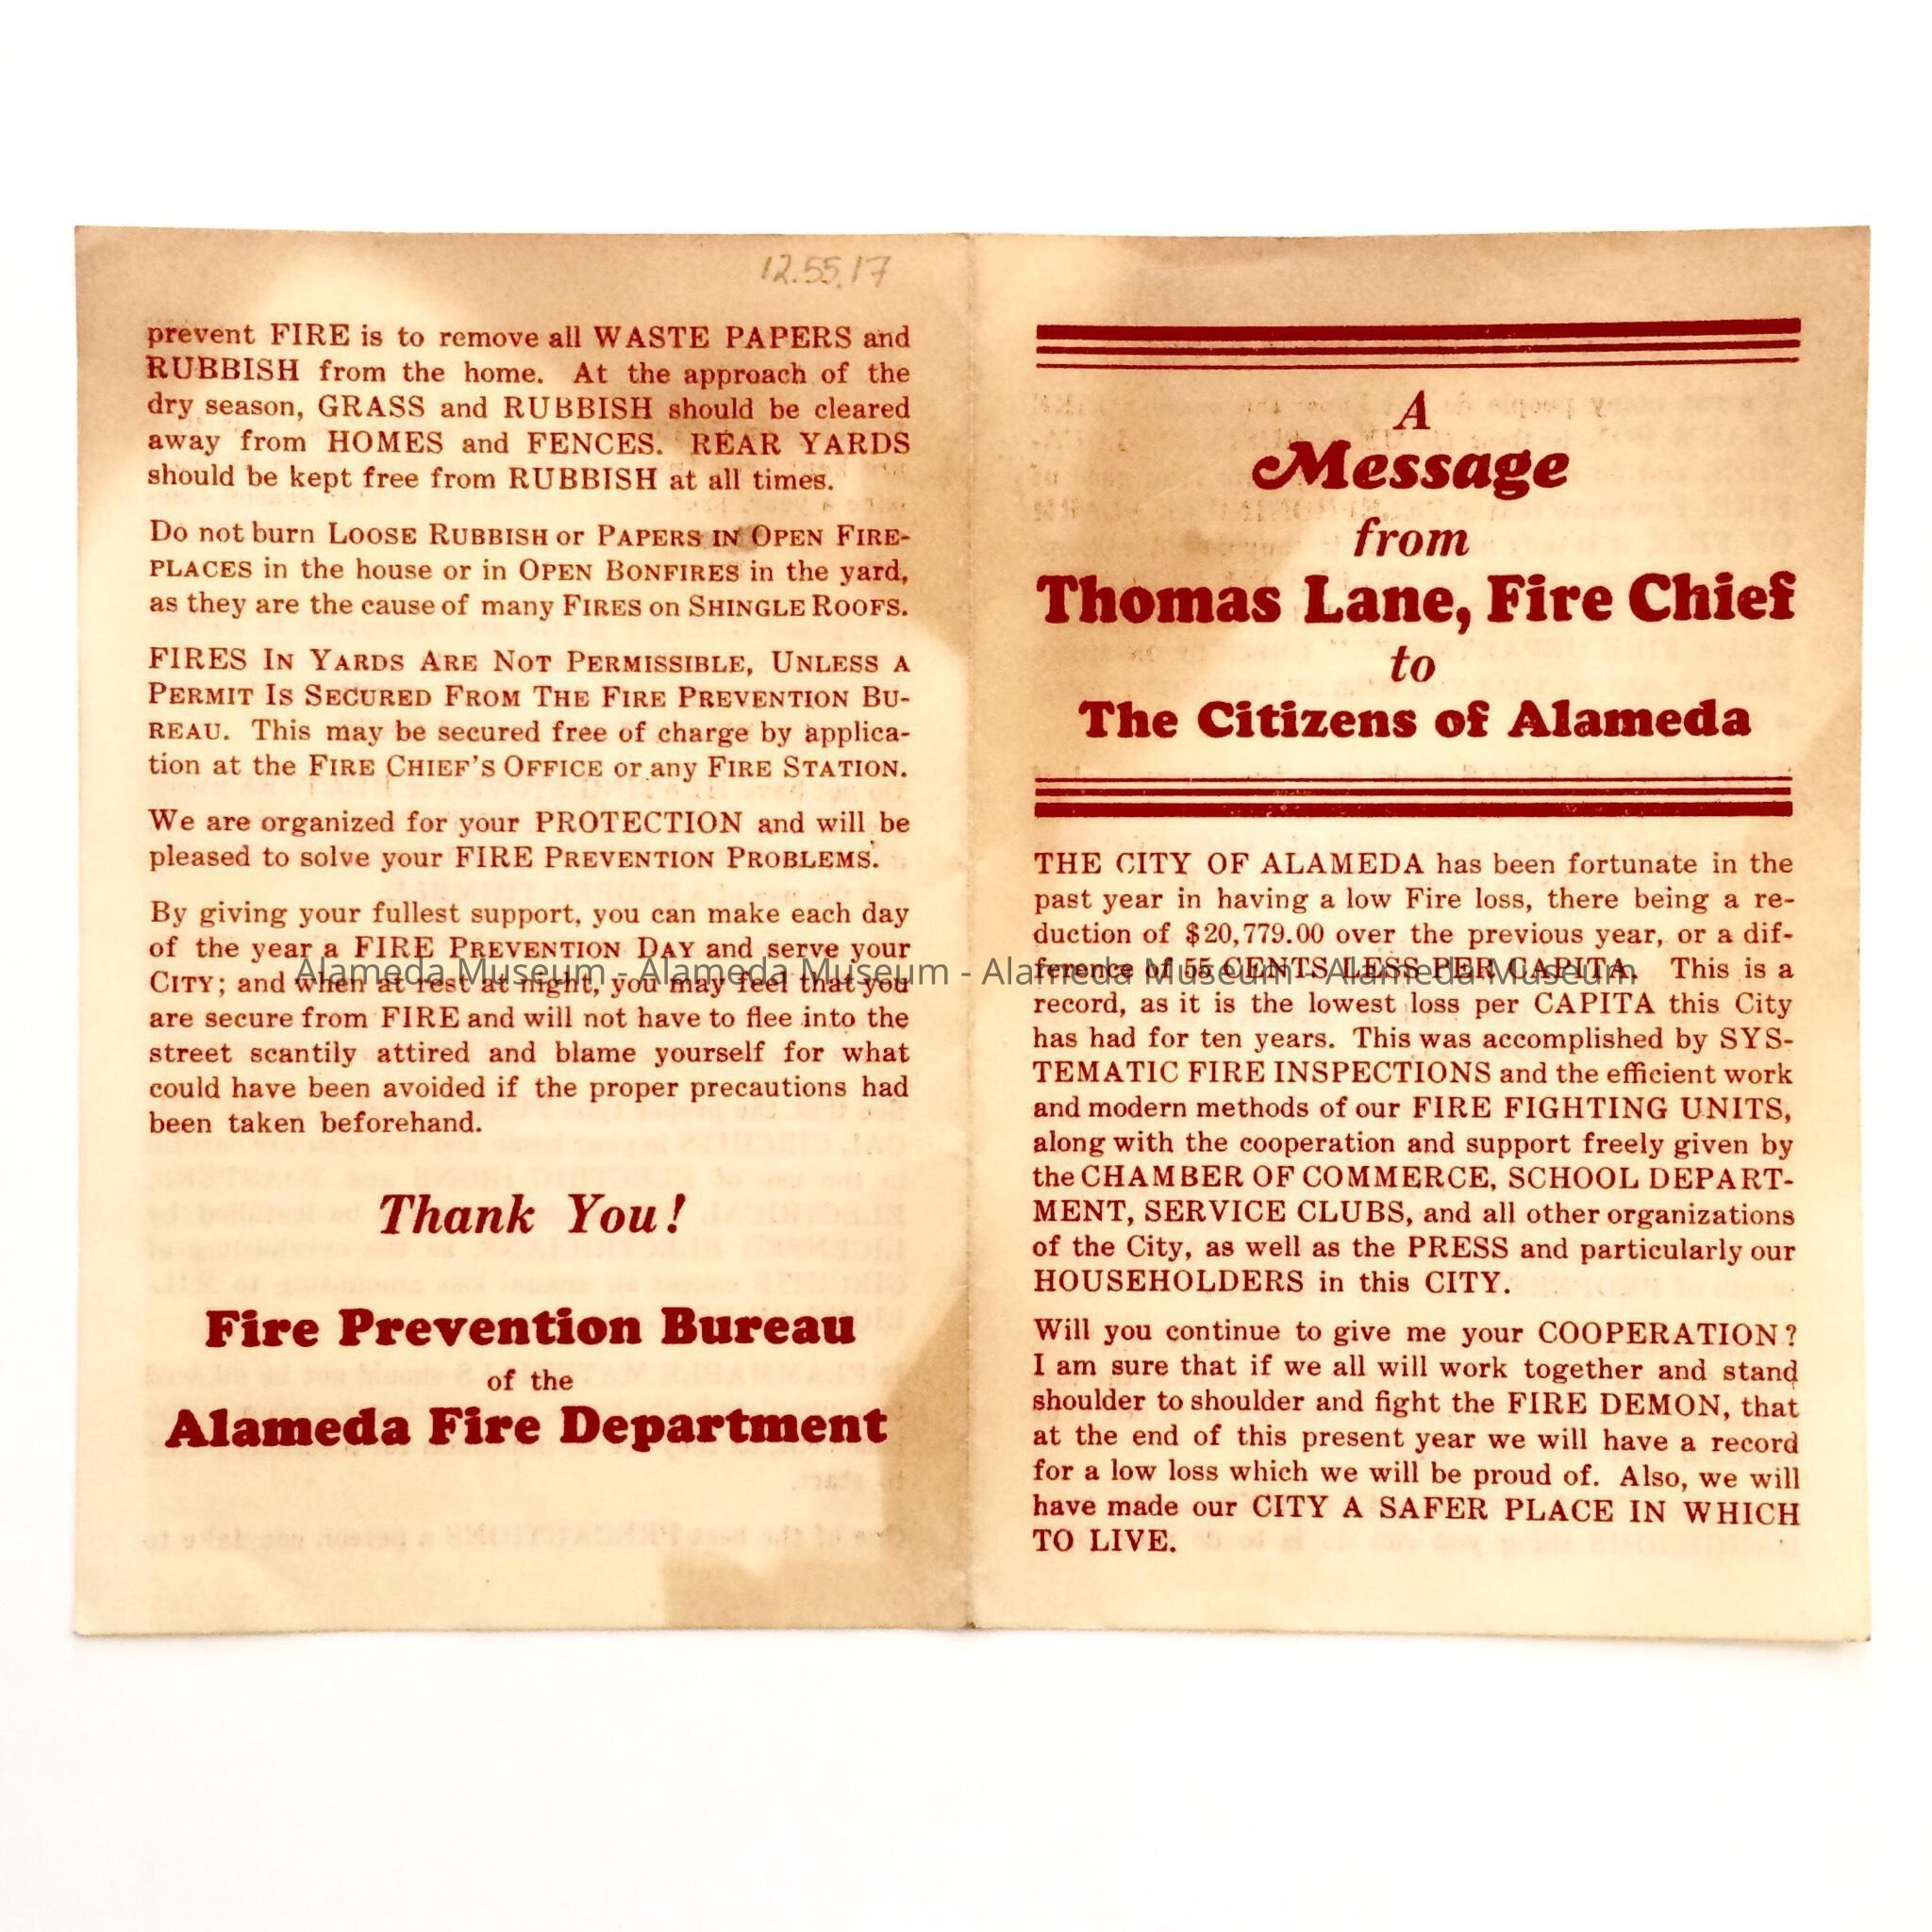 12.55.17
prevent FIRE is to remove all WASTE PAPERS and
RUBBISH from the home. At the approach of the
dry season, GRASS and RUBBISH should be cleared
away from HOMES and FENCES. REAR YARDS
should be kept free from RUBBISH at all times.
Do not burn LOOSE RUBBISH or PAPERS IN OPEN FIRE-
PLACES in the house or in OPEN BONFIRES in the yard,
as they are the cause of many FIRES on SHINGLE ROOFS.
FIRES IN YARDS ARE NOT PERMISSIBLE, UNLESS A
PERMIT IS SECURED FROM THE FIRE PREVENTION BU-
REAU. This may be secured free of charge by applica-
tion at the FIRE CHIEF'S OFFICE or any FIRE STATION.
We are organized for your PROTECTION and will be
pleased to solve your FIRE PREVENTION PROBLEMS.
By giving your fullest support, you can make each day
of the year a FIRE PREVENTION DAY and serve your
CITY; and when at rest at night, you may feel that you
are secure from FIRE and will not have to flee into the
street scantily attired and blame yourself for what
could have been avoided if the proper precautions had
been taken beforehand.
Thank You!
Fire Prevention Bureau
of the
Alameda Fire Department
A
Message
from
Thomas Lane, Fire Chief
to
The Citizens of Alameda
THE CITY OF ALAMEDA has been fortunate in the
past year in having a low Fire loss, there being a re-
duction of $20,779.00 over the previous year, or a dif-
ference of 55 CENTS LESS PER CAPITA. This is a
record, as it is the lowest loss per CAPITA this City
has had for ten years. This was accomplished by SYS-
TEMATIC FIRE INSPECTIONS and the efficient work
and modern methods of our FIRE FIGHTING UNITS,
along with the cooperation and support freely given by
the CHAMBER OF COMMERCE, SCHOOL DEPART-
MENT, SERVICE CLUBS, and all other organizations
of the City, as well as the PRESS and particularly our
HOUSEHOLDERS in this CITY.
Will you continue to give me your COOPERATION?
I am sure that if we all will work together and stand
shoulder to shoulder and fight the FIRE DEMON, that
at the end of this present year we will have a record
for a low loss which we will be proud of. Also, we will
have made our CITY A SAFER PLACE IN WHICH
TO LIVE.
Alameda Museum - Alameda Museum - Alameda Museum - Alameda Museum